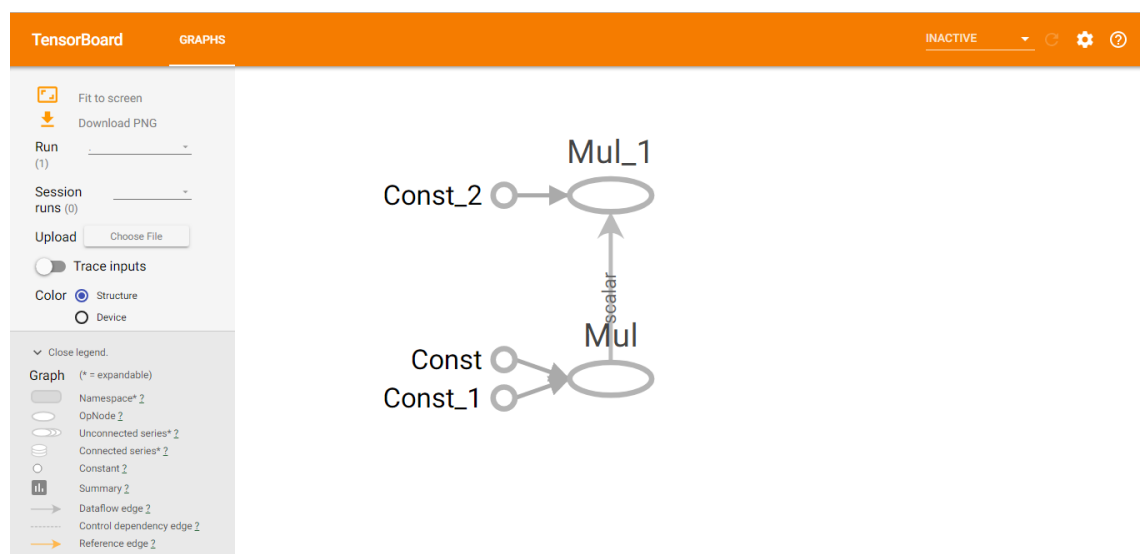 TensorBoard GRAPHS INACTIVE
Fit to screen
Download PNG
Run .
(1)
Session
runs (0)
Upload Choose File
Trace inputs
Color Structure
Device
Close legend.
Graph (* = expandable)
Namespace* ?
OpNode ?
Unconnected series* ?
Connected series* ?
Constant ?
Summary ?
Dataflow edge ?
Control dependency edge ?
Reference edge ?
Mul_1
Const_2
scalar
Mul
Const
Const_1